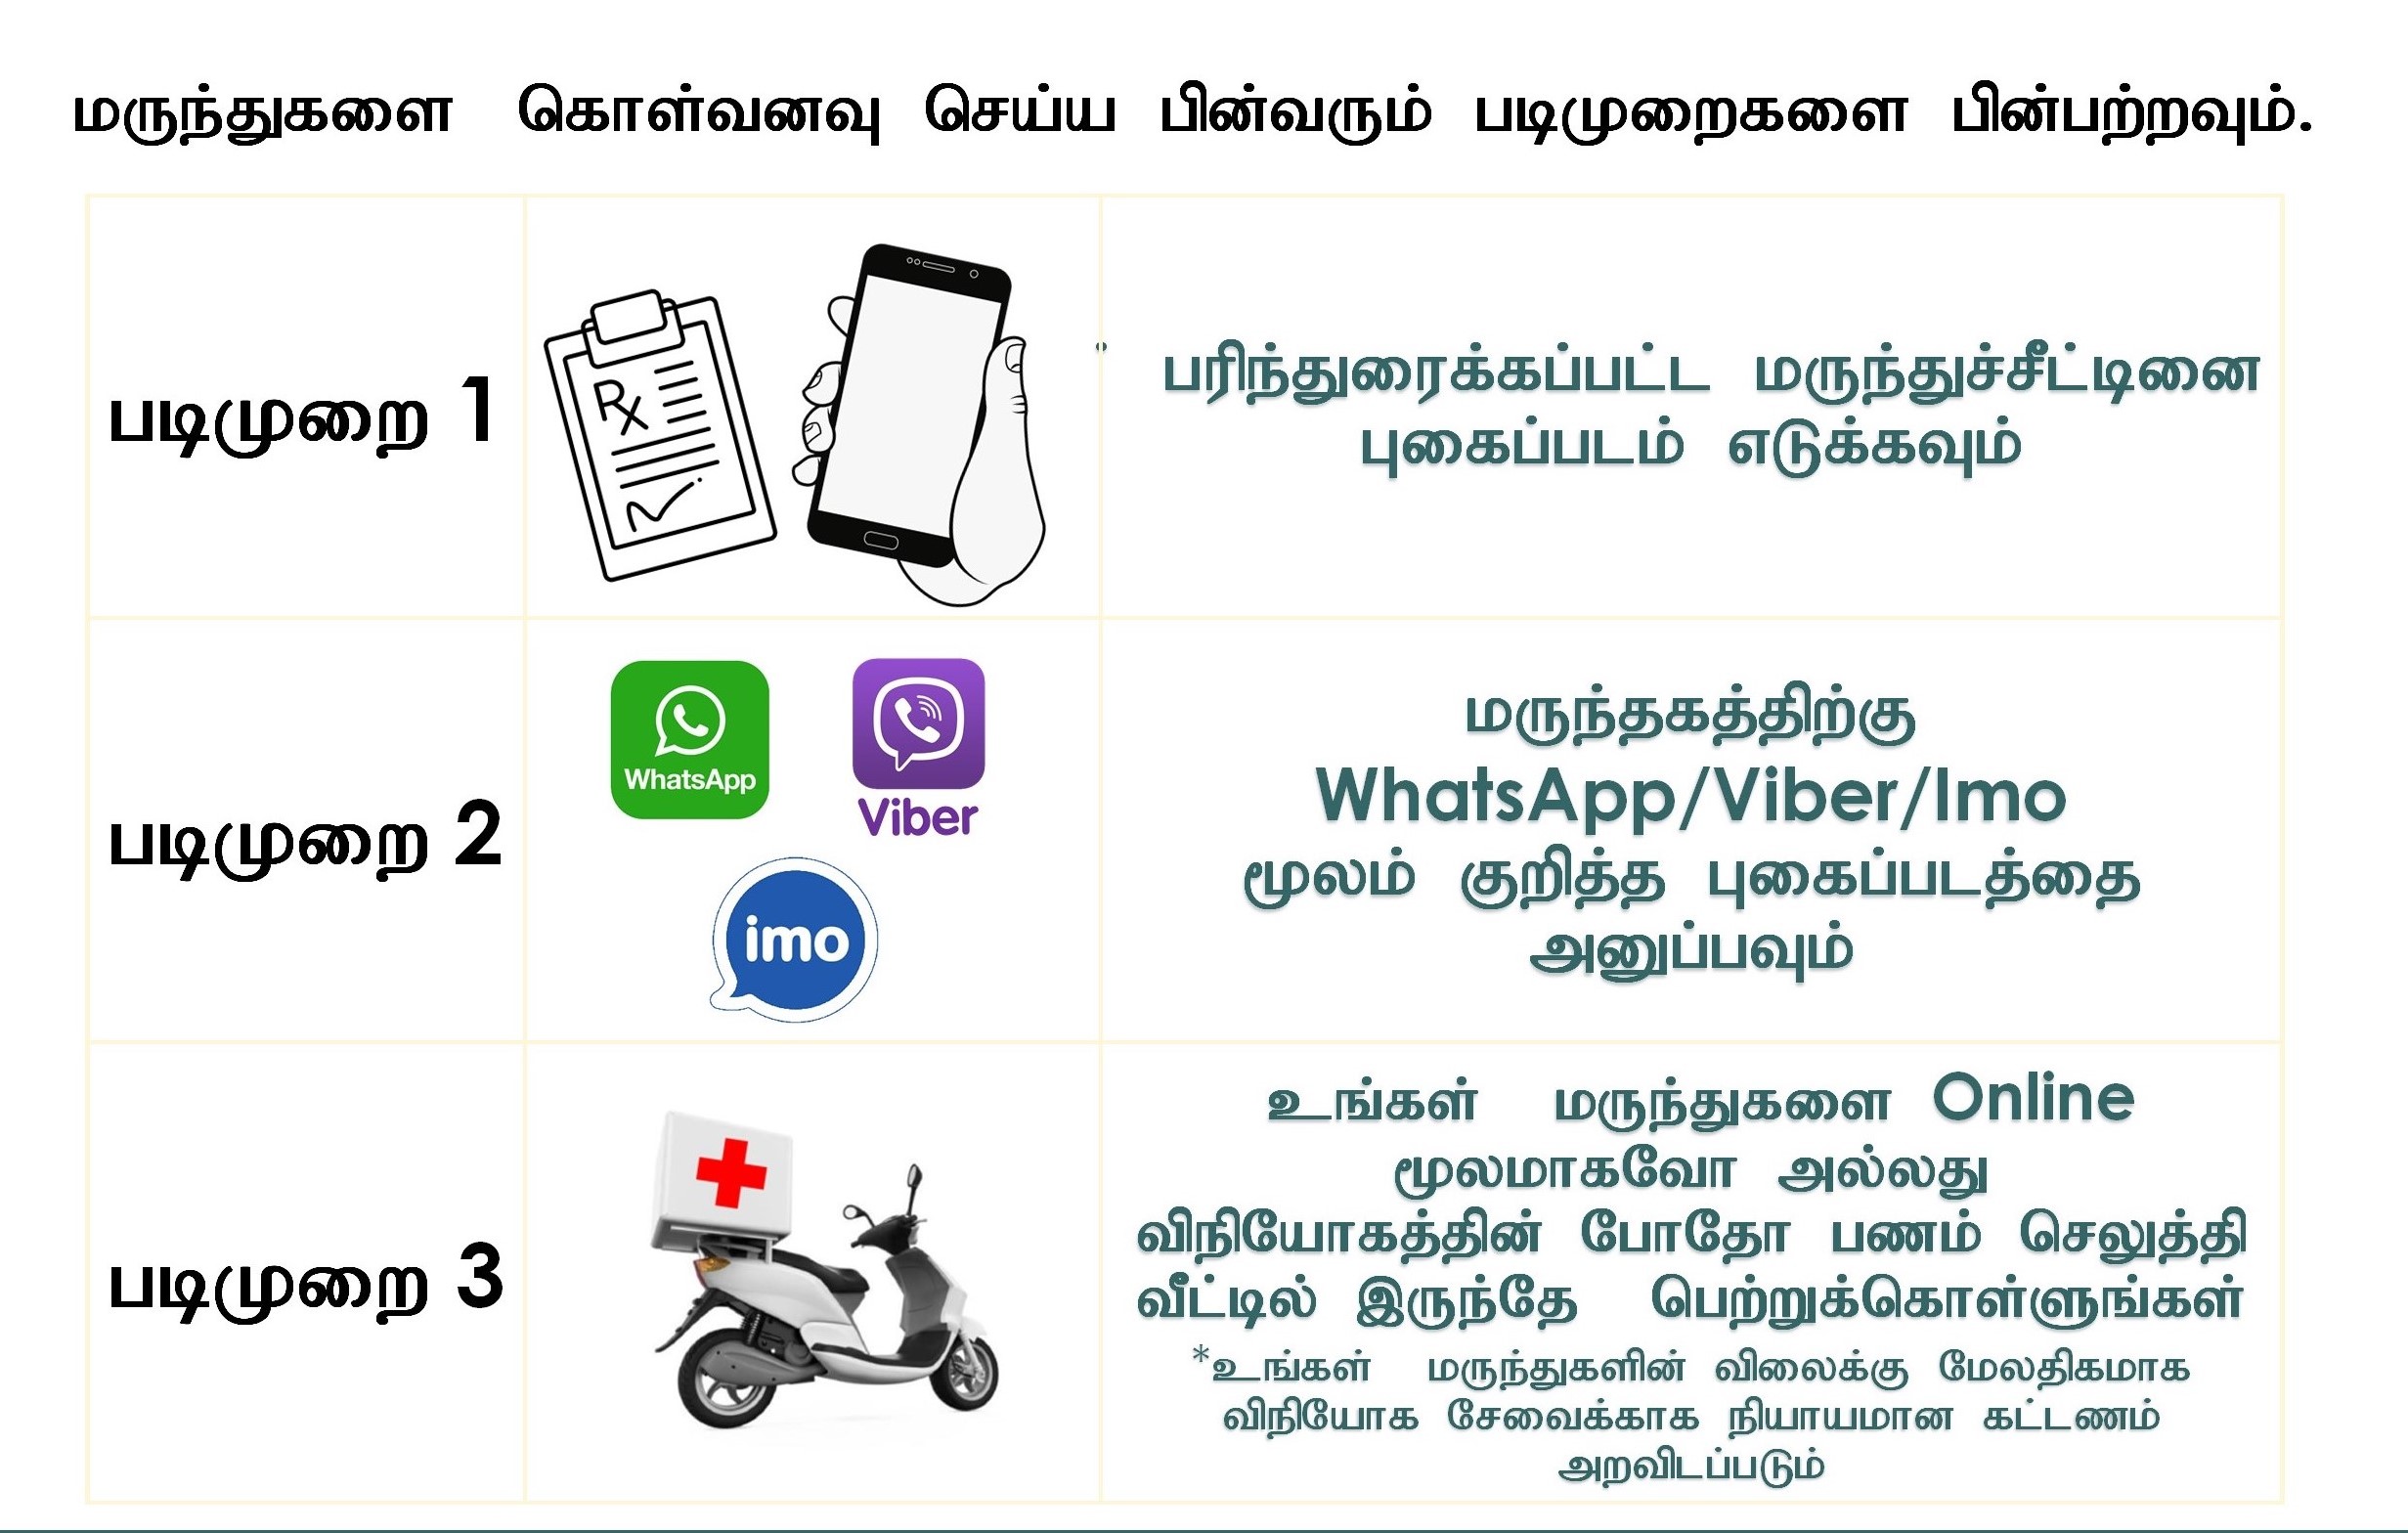 மருந்துகளை கொள்வனவு செய்ய பின்வரும் படிமுறைகளை பின்பற்றவும்.
படிமுறை 1
Rx
பரிந்துரைக்கப்பட்ட மருந்துச்சீட்டினை
புகைப்படம் எடுக்கவும்
படிமுறை 2
WhatsApp
Viber
imo
மருந்தகத்திற்கு
WhatsApp/Viber/Imo
மூலம் குறித்த புகைப்படத்தை
அனுப்பவும்
படிமுறை 3
உங்கள் மருந்துகளை Online
மூலமாகவோ அல்லது
விநியோகத்தின் போதோ பணம் செலுத்தி
வீட்டில் இருந்தே பெற்றுக்கொள்ளுங்கள்
*உங்கள் மருந்துகளின் விலைக்கு மேலதிகமாக
விநியோக சேவைக்காக நியாயமான கட்டணம்
அறவிடப்படும்